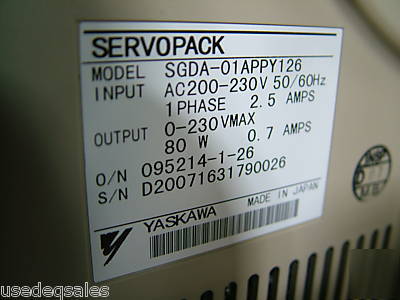 SERVOPACK
MODEL SGDA-01APPY126
INPUT AC200-230V 50/60Hz
1PHASE 2.5 AMPS
OUTPUT 0-230VMAX
80 W 0.7 AMPS
O/N 095214-1-26
S/N D20071631790026
YASKAWA MADE IN JAPAN
usedeqsales